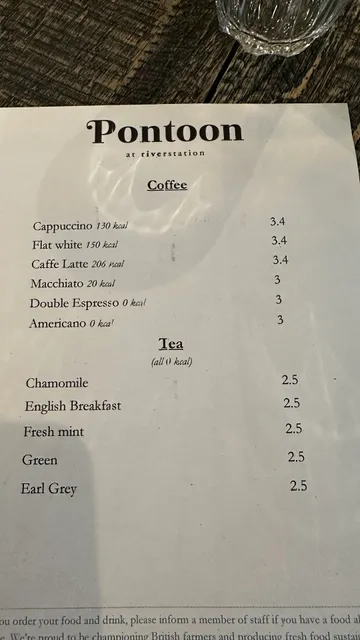 Pontoon
at riverstation
Coffee
Cappuccino 130 kcal 3.4
Flat white 150 kcal 3.4
Caffe Latte 206 kcal 3.4
Macchiato 20 kcal 3
Double Espresso 0 kcal 3
Americano 0 kcal 3
Tea
(all 0 kcal)
Chamomile 2.5
English Breakfast 2.5
Fresh mint 2.5
Green 2.5
Earl Grey 2.5
ou order your food and drink, please inform a member of staff if you have a food al
e. We're proud to be championing British farmers and producing fresh food sustai